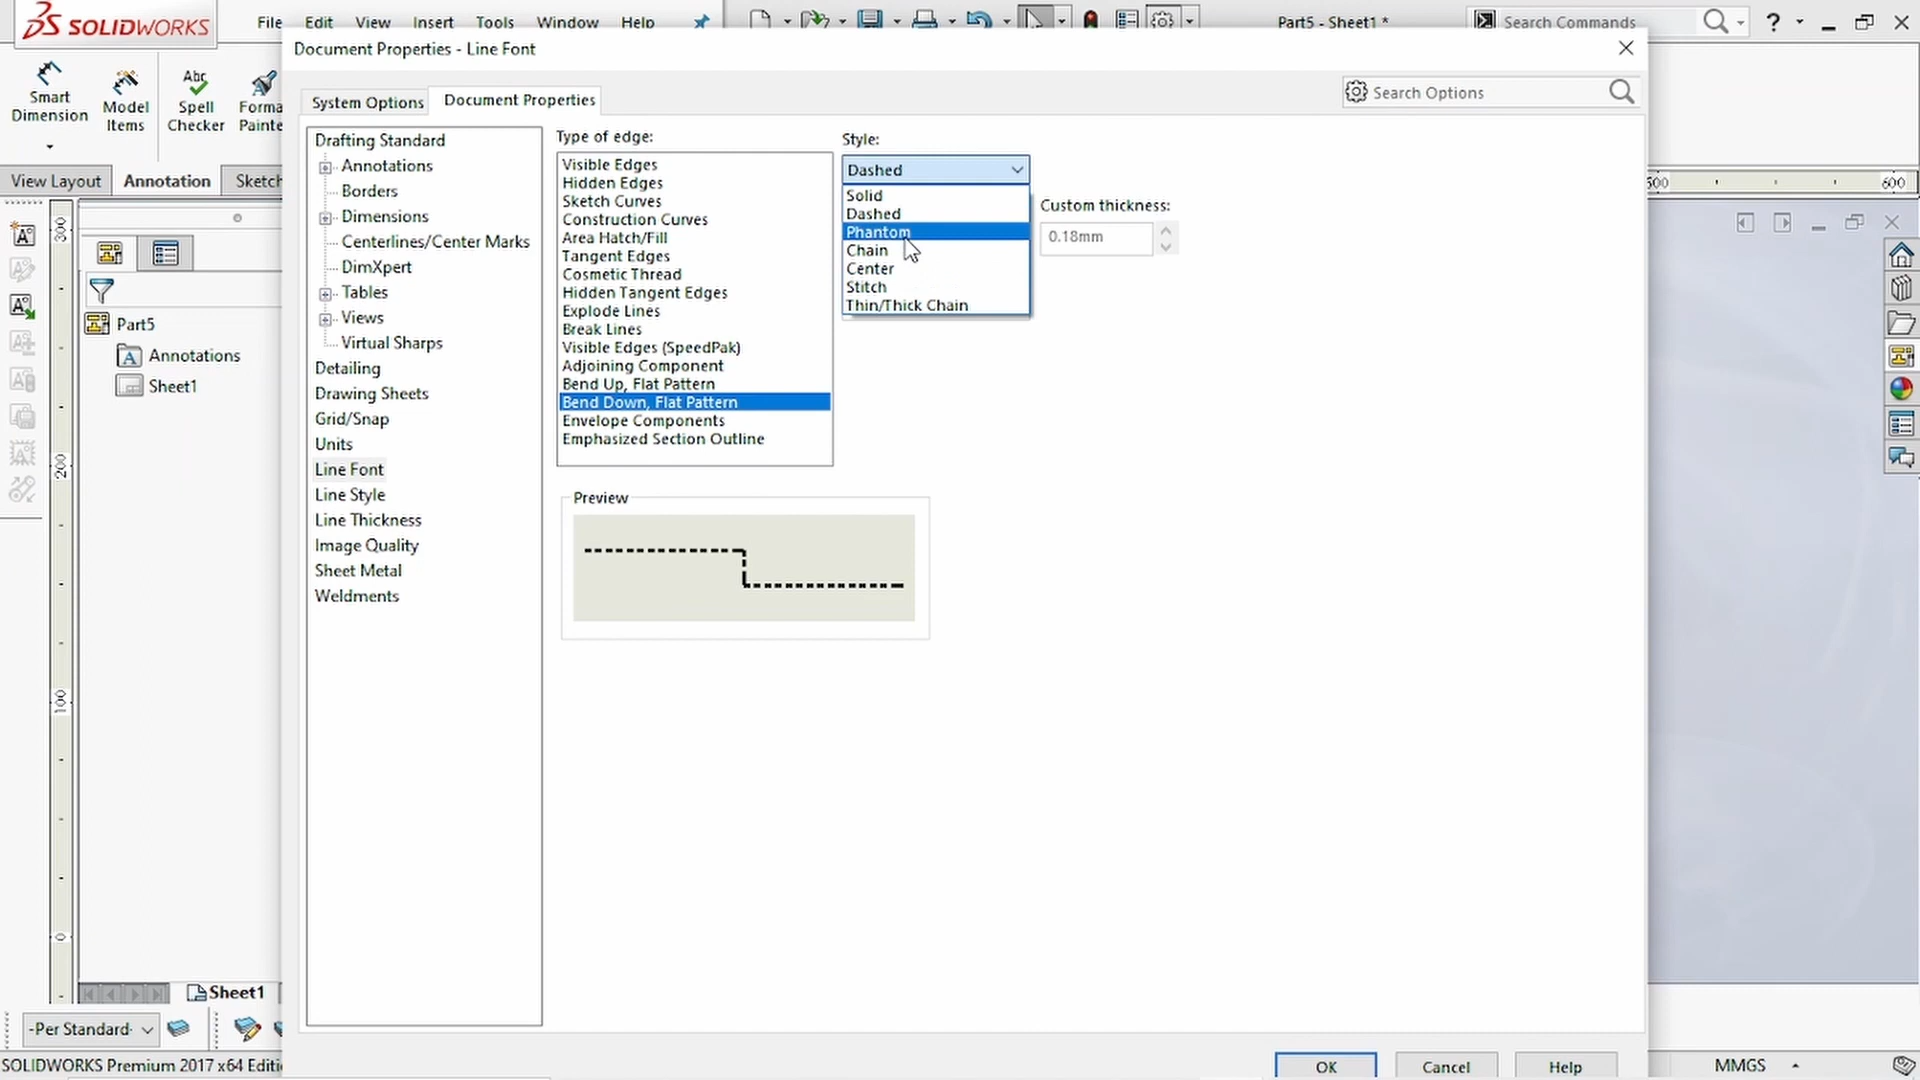 SOLIDWORKS
File Edit View Insert Tools Window Help
Part5 - Sheet1 *
Search Commands
?
Document Properties - Line Font
Smart Dimension
Model Items
Abc
Spell Checker
Forma
Painte
System Options
Document Properties
Search Options
View Layout
Annotation
Sketch
Drafting Standard
Annotations
Borders
Dimensions
Centerlines/Center Marks
DimXpert
Tables
Views
Virtual Sharps
Detailing
Drawing Sheets
Grid/Snap
Units
Line Font
Line Style
Line Thickness
Image Quality
Sheet Metal
Weldments
Type of edge:
Visible Edges
Hidden Edges
Sketch Curves
Construction Curves
Area Hatch/Fill
Tangent Edges
Cosmetic Thread
Hidden Tangent Edges
Explode Lines
Break Lines
Visible Edges (SpeedPak)
Adjoining Component
Bend Up, Flat Pattern
Bend Down, Flat Pattern
Envelope Components
Emphasized Section Outline
Style:
Dashed
Solid
Dashed
Phantom
Chain
Center
Stitch
Thin/Thick Chain
Custom thickness:
0.18mm
Preview
Part5
Annotations
Sheet1
300
200
100
0
500
600
Sheet1
-Per Standard-
OK
Cancel
Help
SOLIDWORKS Premium 2017 x64 Editi
MMGS